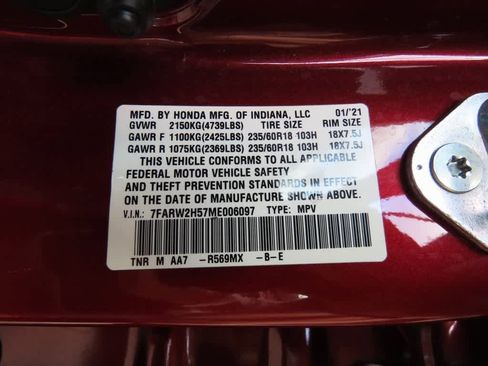 MFD. BY HONDA MFG. OF INDIANA, LLC 01/'21
GVWR 2150KG(4739LBS) TIRE SIZE RIM SIZE
GAWR F 1100KG(2425LBS) 235/60R18 103H 18X7.5J
GAWR R 1075KG(2369LBS) 235/60R18 103H 18X7.5J
THIS VEHICLE CONFORMS TO ALL APPLICABLE
FEDERAL MOTOR VEHICLE SAFETY
AND THEFT PREVENTION STANDARDS IN EFFECT
ON THE DATE OF MANUFACTURE SHOWN ABOVE.
V.I.N.: 7FARW2H57ME006097 TYPE: MPV
TNR M AA7 -R569MX -B-E